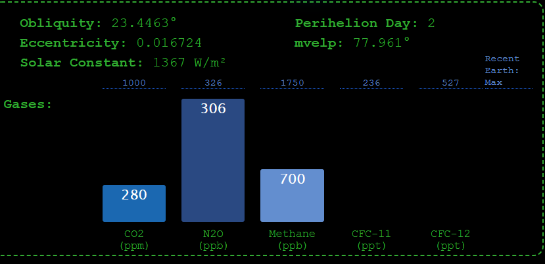 Obliquity: 23.4463° Perihelion Day: 2
Eccentricity: 0.016724 mvelp: 77.961°
Solar Constant: 1367 W/m²
Recent
Earth:
Max
1000 326 1750 236 527
Gases:
306
280
700
CO2 N2O Methane CFC-11 CFC-12
(ppm) (ppb) (ppb) (ppt) (ppt)